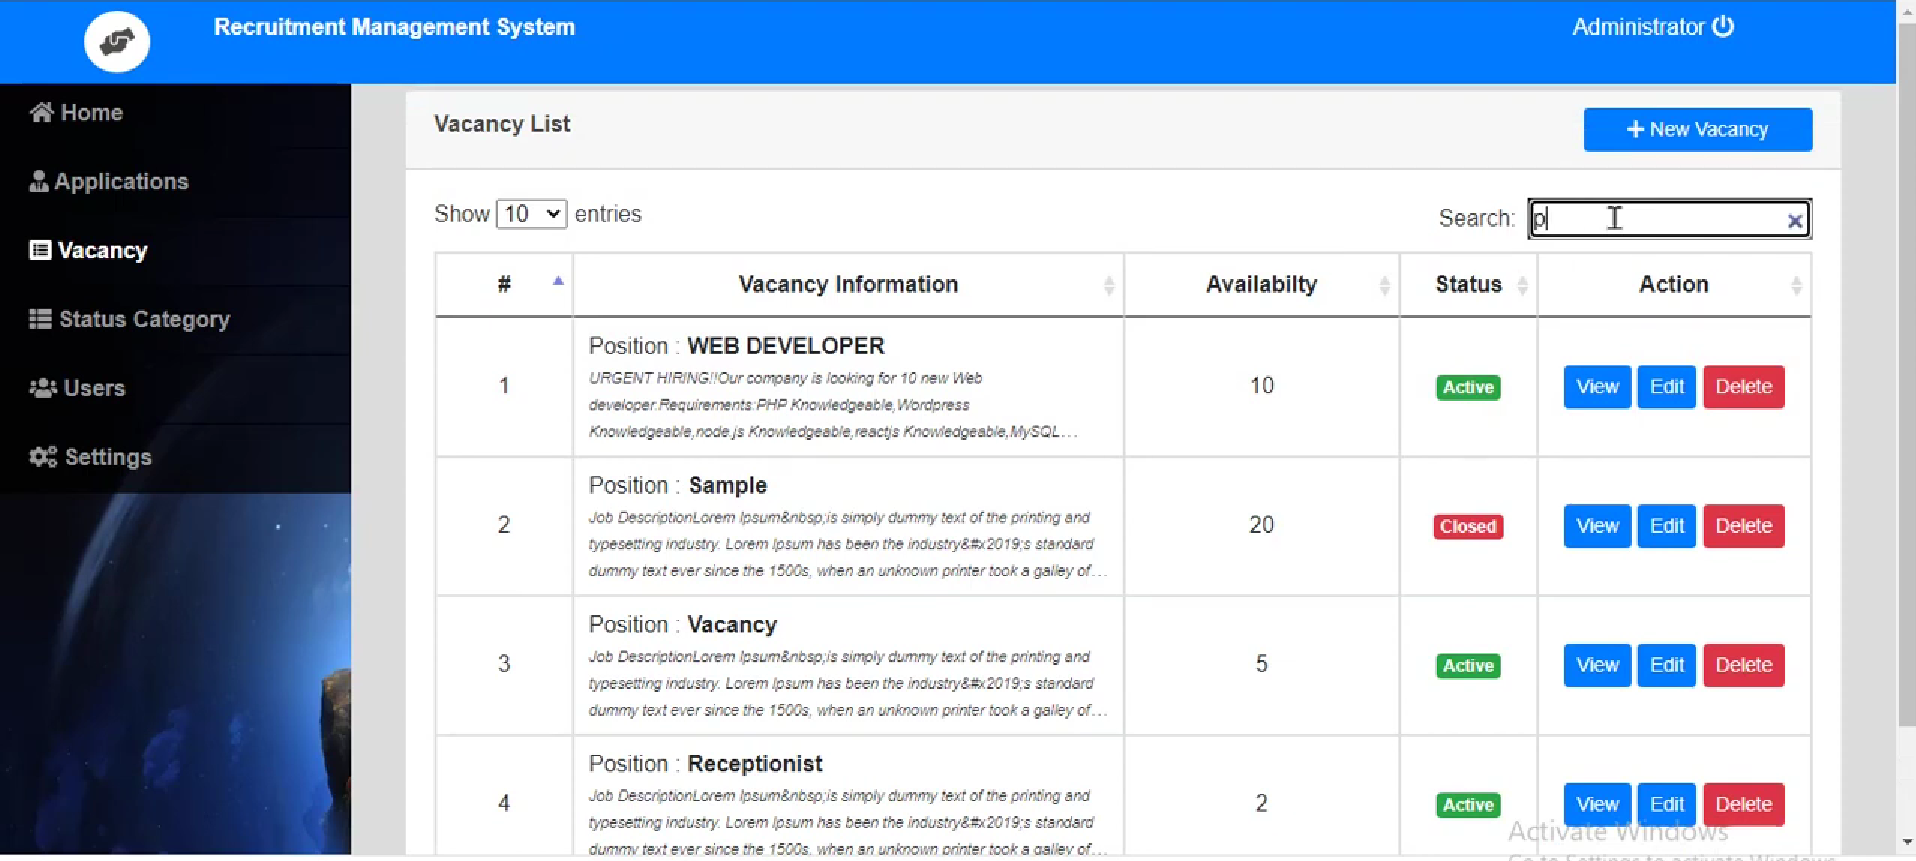 Recruitment Management System
Administrator
Home
Applications
Vacancy
Status Category
Users
Settings
Vacancy List
+ New Vacancy
Show 10 entries
Search: p
# Vacancy Information Availabilty Status Action
Position : WEB DEVELOPER
URGENT HIRING!!Our company is looking for 10 new Web
developer.Requirements:PHP Knowledgeable,Wordpress
Knowledgeable,node.js Knowledgeable,reactjs Knowledgeable,MySQL...
1 10 Active View Edit Delete
Position : Sample
Job DescriptionLorem Ipsum&nbsp;is simply dummy text of the printing and
typesetting industry. Lorem Ipsum has been the industry&#x2019;s standard
dummy text ever since the 1500s, when an unknown printer took a galley of...
2 20 Closed View Edit Delete
Position : Vacancy
Job DescriptionLorem Ipsum&nbsp;is simply dummy text of the printing and
typesetting industry. Lorem Ipsum has been the industry&#x2019;s standard
dummy text ever since the 1500s, when an unknown printer took a galley of...
3 5 Active View Edit Delete
Position : Receptionist
Job DescriptionLorem Ipsum&nbsp;is simply dummy text of the printing and
typesetting industry. Lorem Ipsum has been the industry&#x2019;s standard
dummy text ever since the 1500s, when an unknown printer took a galley of...
4 2 Active View Edit Delete
Activate Windows
Go to Settings to activate Windows